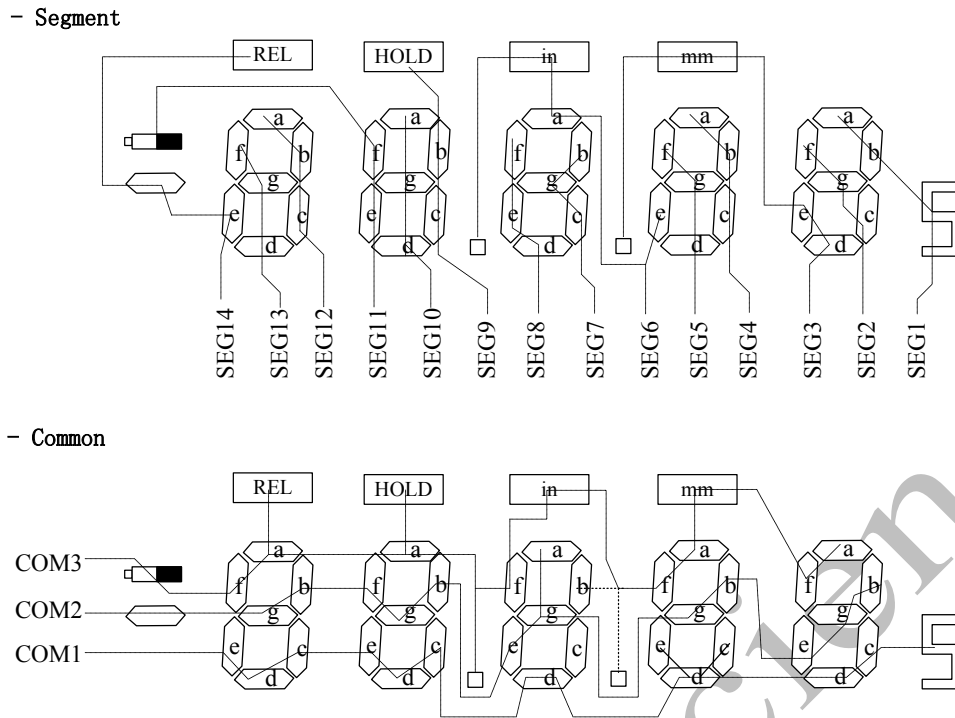 - Segment
REL HOLD in mm
a a a a a
f b f b f b f b f b
g g g g g
e c e c e c e c e c
d d d d d
SEG14 SEG13 SEG12 SEG11 SEG10 SEG9 SEG8 SEG7 SEG6 SEG5 SEG4 SEG3 SEG2 SEG1
- Common
REL HOLD in mm
a a a a a
COM3
f b f b f b f b f b
COM2
g g g g g
COM1
e c e c e c e c e c
d d d d d